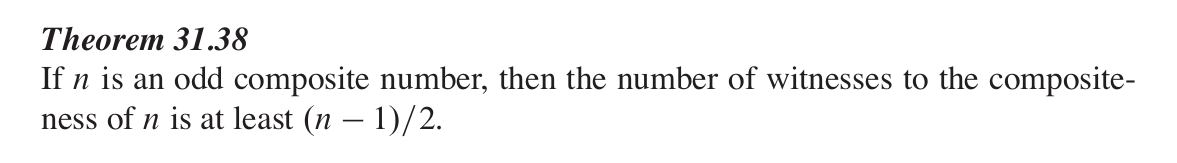 Theorem 31.38
If n is an odd composite number, then the number of witnesses to the composite-
ness of n is at least (n − 1)/2.